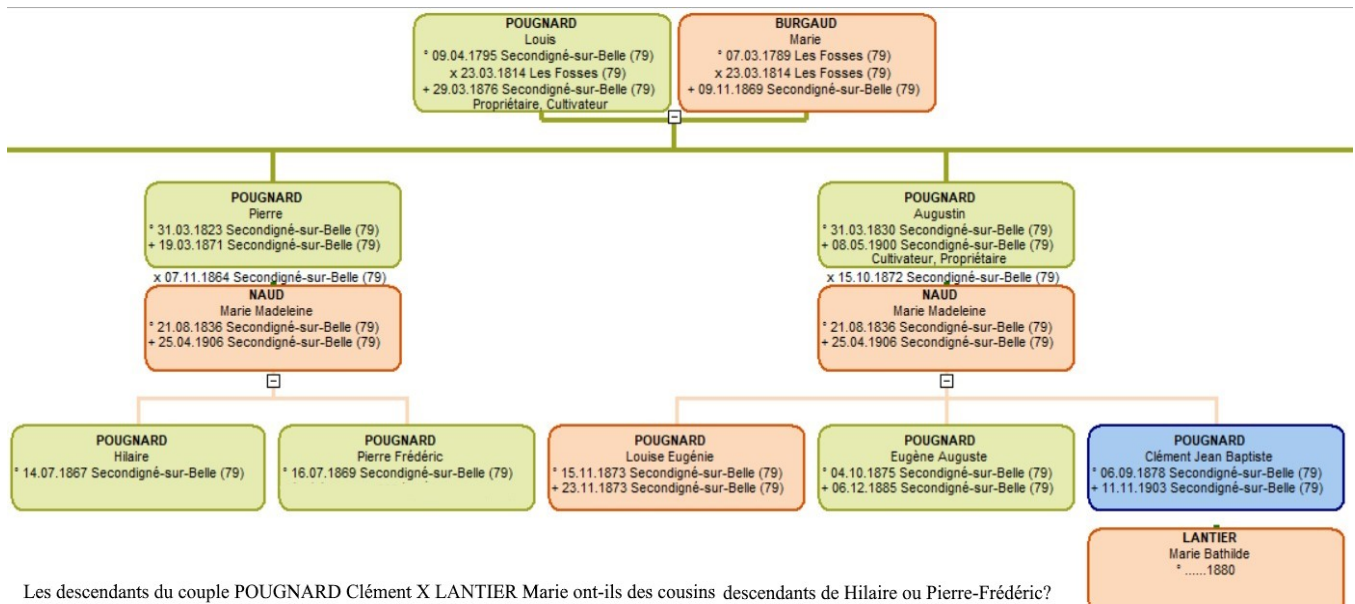 POUGNARD
Louis
° 09.04.1795 Secondigné-sur-Belle (79)
x 23.03.1814 Les Fosses (79)
+ 29.03.1876 Secondigné-sur-Belle (79)
Propriétaire, Cultivateur
BURGAUD
Marie
° 07.03.1789 Les Fosses (79)
x 23.03.1814 Les Fosses (79)
+ 09.11.1869 Secondigné-sur-Belle (79)
POUGNARD
Pierre
° 31.03.1823 Secondigné-sur-Belle (79)
+ 19.03.1871 Secondigné-sur-Belle (79)
x 07.11.1864 Secondigné-sur-Belle (79)
NAUD
Marie Madeleine
° 21.08.1836 Secondigné-sur-Belle (79)
+ 25.04.1906 Secondigné-sur-Belle (79)
POUGNARD
Augustin
° 31.03.1830 Secondigné-sur-Belle (79)
+ 08.05.1900 Secondigné-sur-Belle (79)
Cultivateur, Propriétaire
x 15.10.1872 Secondigné-sur-Belle (79)
NAUD
Marie Madeleine
° 21.08.1836 Secondigné-sur-Belle (79)
+ 25.04.1906 Secondigné-sur-Belle (79)
POUGNARD
Hilaire
° 14.07.1867 Secondigné-sur-Belle (79)
POUGNARD
Pierre Frédéric
° 16.07.1869 Secondigné-sur-Belle (79)
POUGNARD
Louise Eugénie
° 15.11.1873 Secondigné-sur-Belle (79)
+ 23.11.1873 Secondigné-sur-Belle (79)
POUGNARD
Eugène Auguste
° 04.10.1875 Secondigné-sur-Belle (79)
+ 06.12.1885 Secondigné-sur-Belle (79)
POUGNARD
Clément Jean Baptiste
° 06.09.1878 Secondigné-sur-Belle (79)
+ 11.11.1903 Secondigné-sur-Belle (79)
LANTIER
Marie Bathilde
° ......1880
Les descendants du couple POUGNARD Clément X LANTIER Marie ont-ils des cousins descendants de Hilaire ou Pierre-Frédéric?